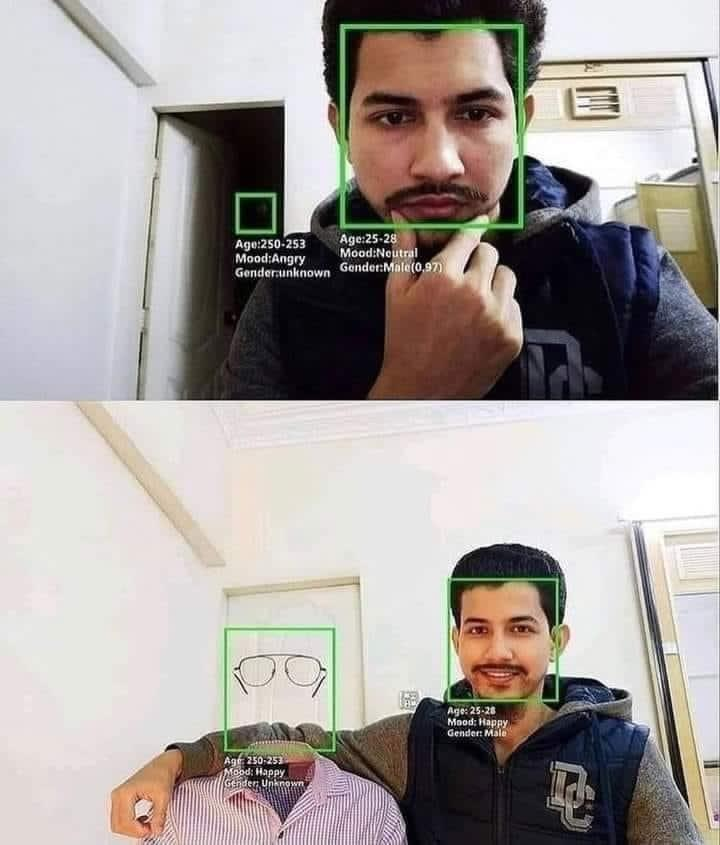 Age:250-253
Mood:Angry
Gender:unknown
Age:25-28
Mood:Neutral
Gender:Male(0.97)
DC
Age: 25-28
Mood: Happy
Gender: Male
Age: 250-253
Mood: Happy
Gender: Unknown
DC